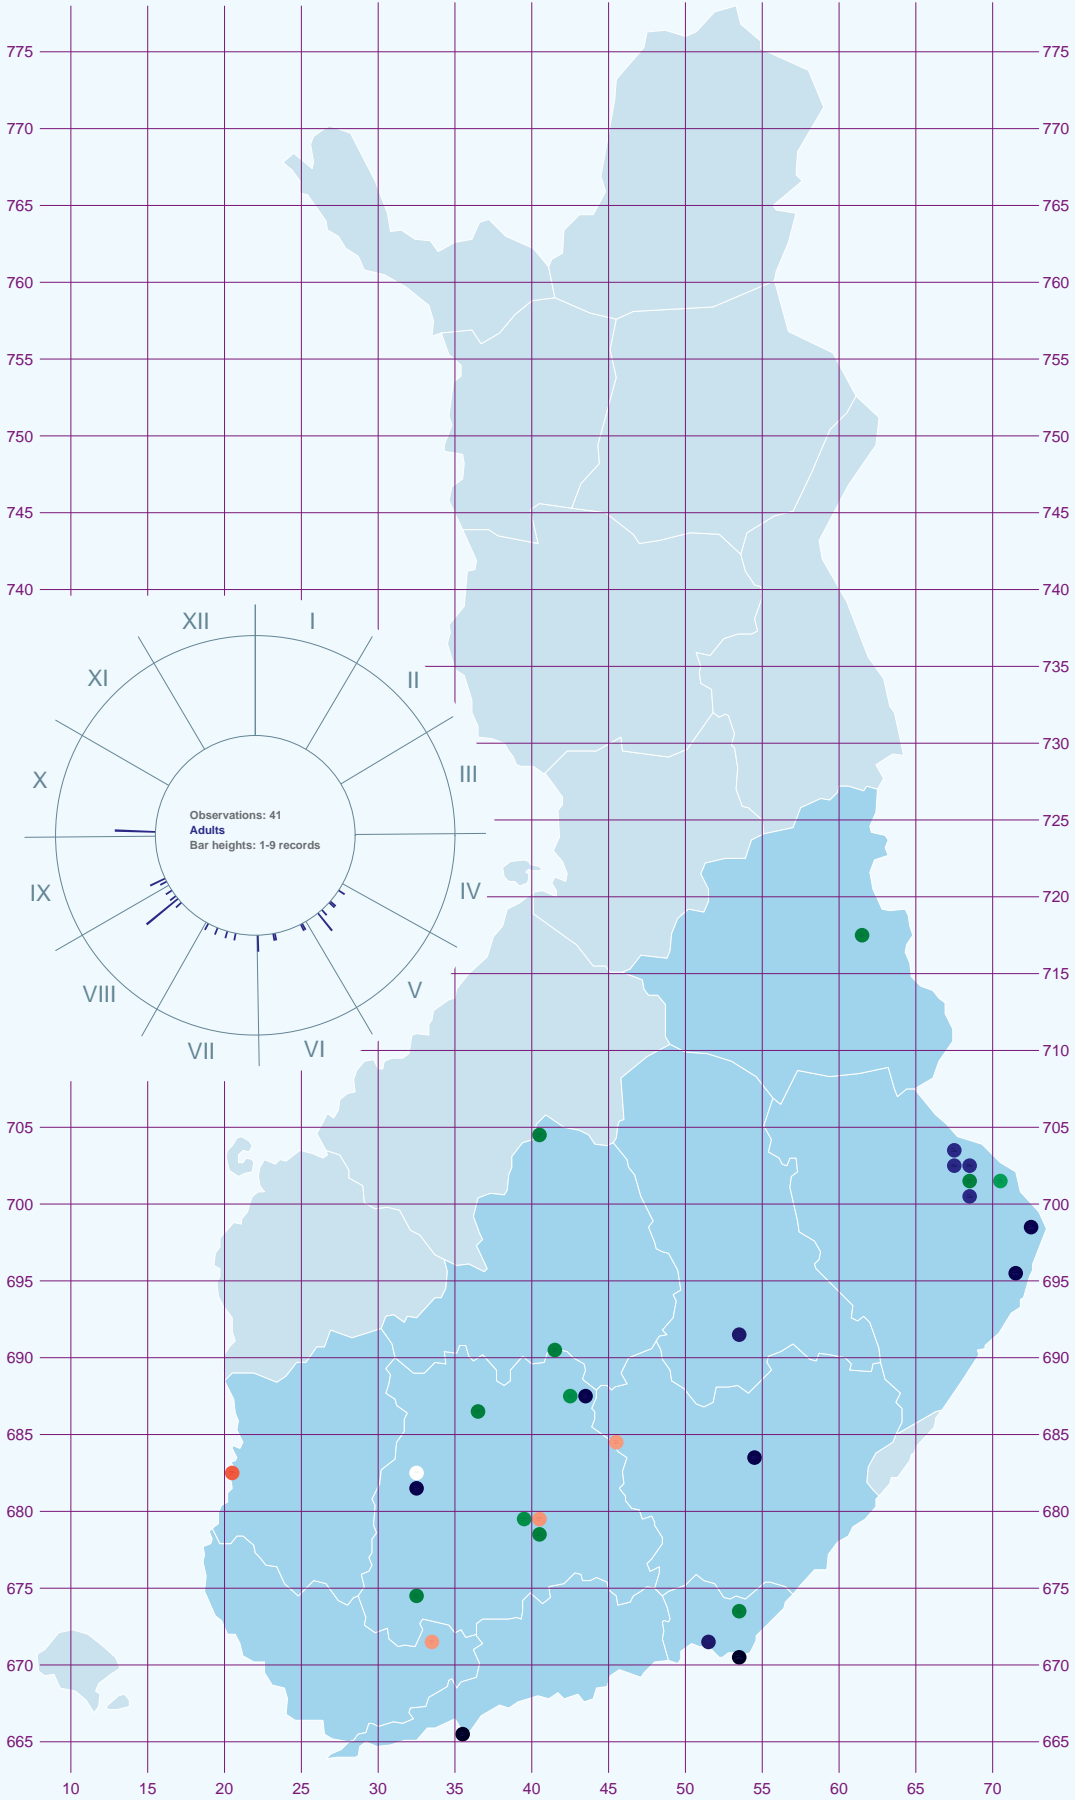 775 775
770 770
765 765
760 760
755 755
750 750
745 745
740 740
XII I
735
XI II
730
X III
725
Observations: 41
Adults
Bar heights: 1-9 records
IX IV
720
VIII V
715
VII VI
710
705 705
700 700
695 695
690 690
685 685
680 680
675 675
670 670
665 665
10 15 20 25 30 35 40 45 50 55 60 65 70